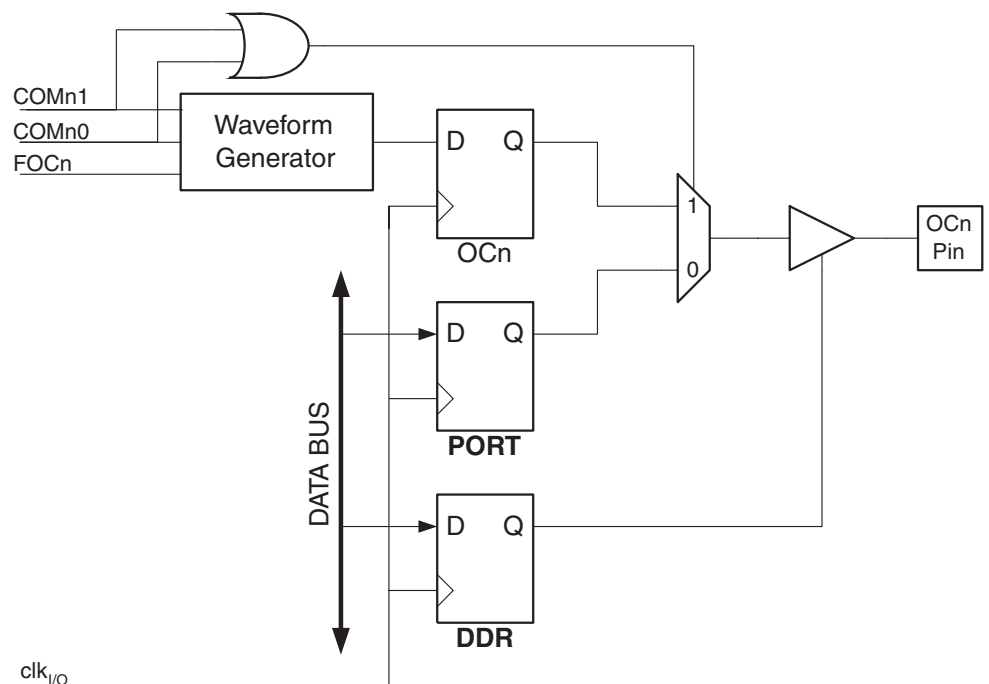 COMn1
COMn0
FOCn
Waveform
Generator
D Q
OCn
1
0
OCn
Pin
D Q
PORT
DATA BUS
D Q
DDR
clkI/O